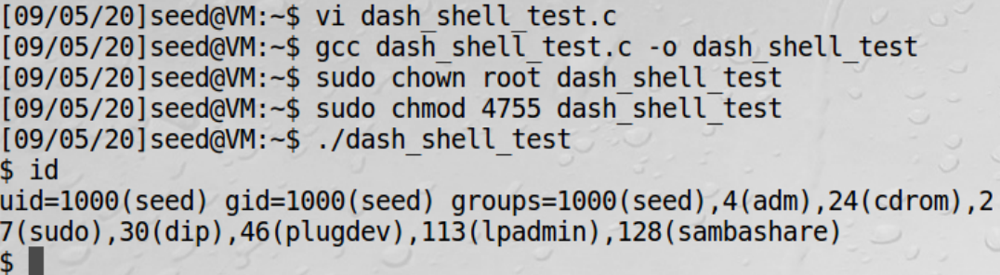 [09/05/20]seed@VM:~$ vi dash_shell_test.c
[09/05/20]seed@VM:~$ gcc dash_shell_test.c -o dash_shell_test
[09/05/20]seed@VM:~$ sudo chown root dash_shell_test
[09/05/20]seed@VM:~$ sudo chmod 4755 dash_shell_test
[09/05/20]seed@VM:~$ ./dash_shell_test
$ id
uid=1000(seed) gid=1000(seed) groups=1000(seed),4(adm),24(cdrom),2
7(sudo),30(dip),46(plugdev),113(lpadmin),128(sambashare)
$